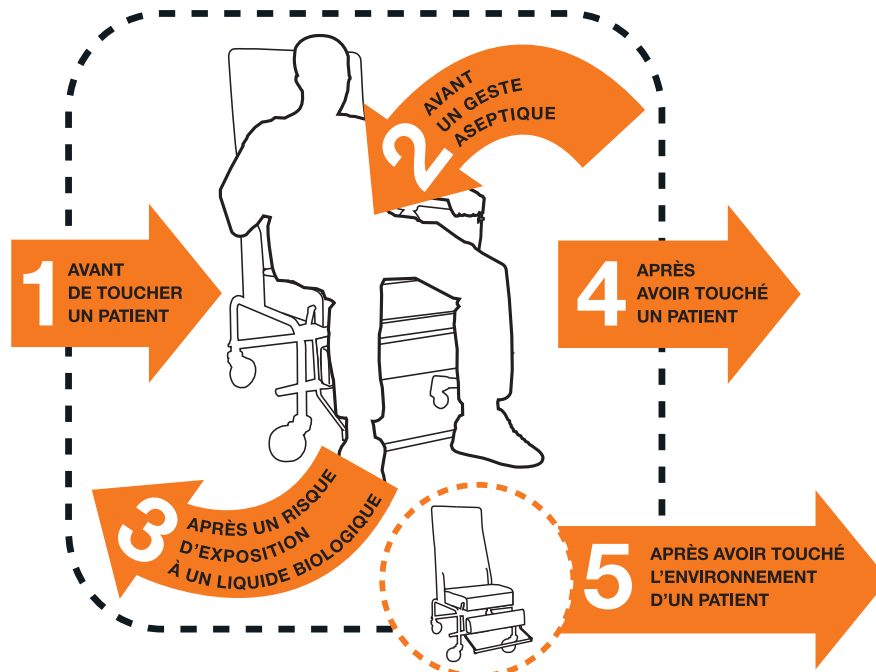 1
AVANT
DE TOUCHER
UN PATIENT
2
AVANT
UN GESTE
ASEPTIQUE
3
APRÈS UN RISQUE
D'EXPOSITION
À UN LIQUIDE BIOLOGIQUE
4
APRÈS
AVOIR TOUCHÉ
UN PATIENT
5
APRÈS AVOIR TOUCHÉ
L'ENVIRONNEMENT
D'UN PATIENT